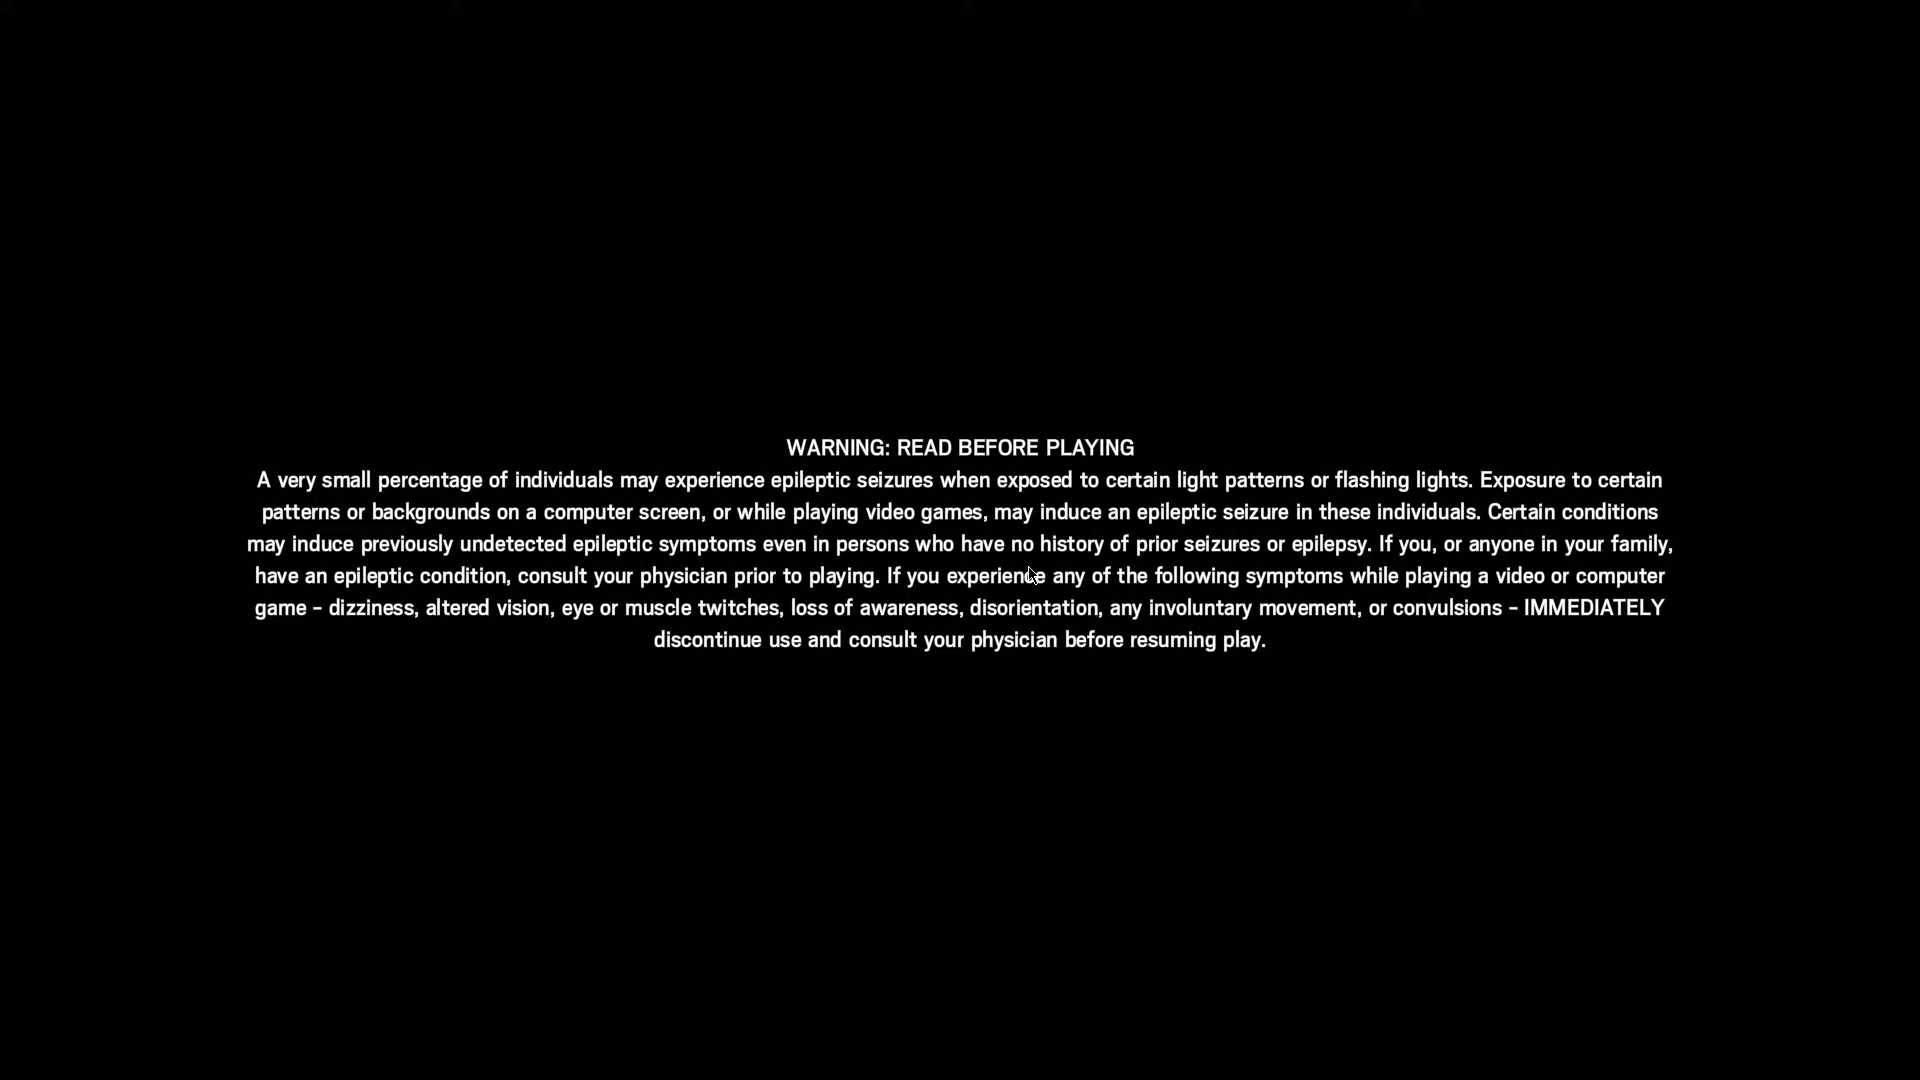 WARNING: READ BEFORE PLAYING
A very small percentage of individuals may experience epileptic seizures when exposed to certain light patterns or flashing lights. Exposure to certain
patterns or backgrounds on a computer screen, or while playing video games, may induce an epileptic seizure in these individuals. Certain conditions
may induce previously undetected epileptic symptoms even in persons who have no history of prior seizures or epilepsy. If you, or anyone in your family,
have an epileptic condition, consult your physician prior to playing. If you experience any of the following symptoms while playing a video or computer
game – dizziness, altered vision, eye or muscle twitches, loss of awareness, disorientation, any involuntary movement, or convulsions – IMMEDIATELY
discontinue use and consult your physician before resuming play.